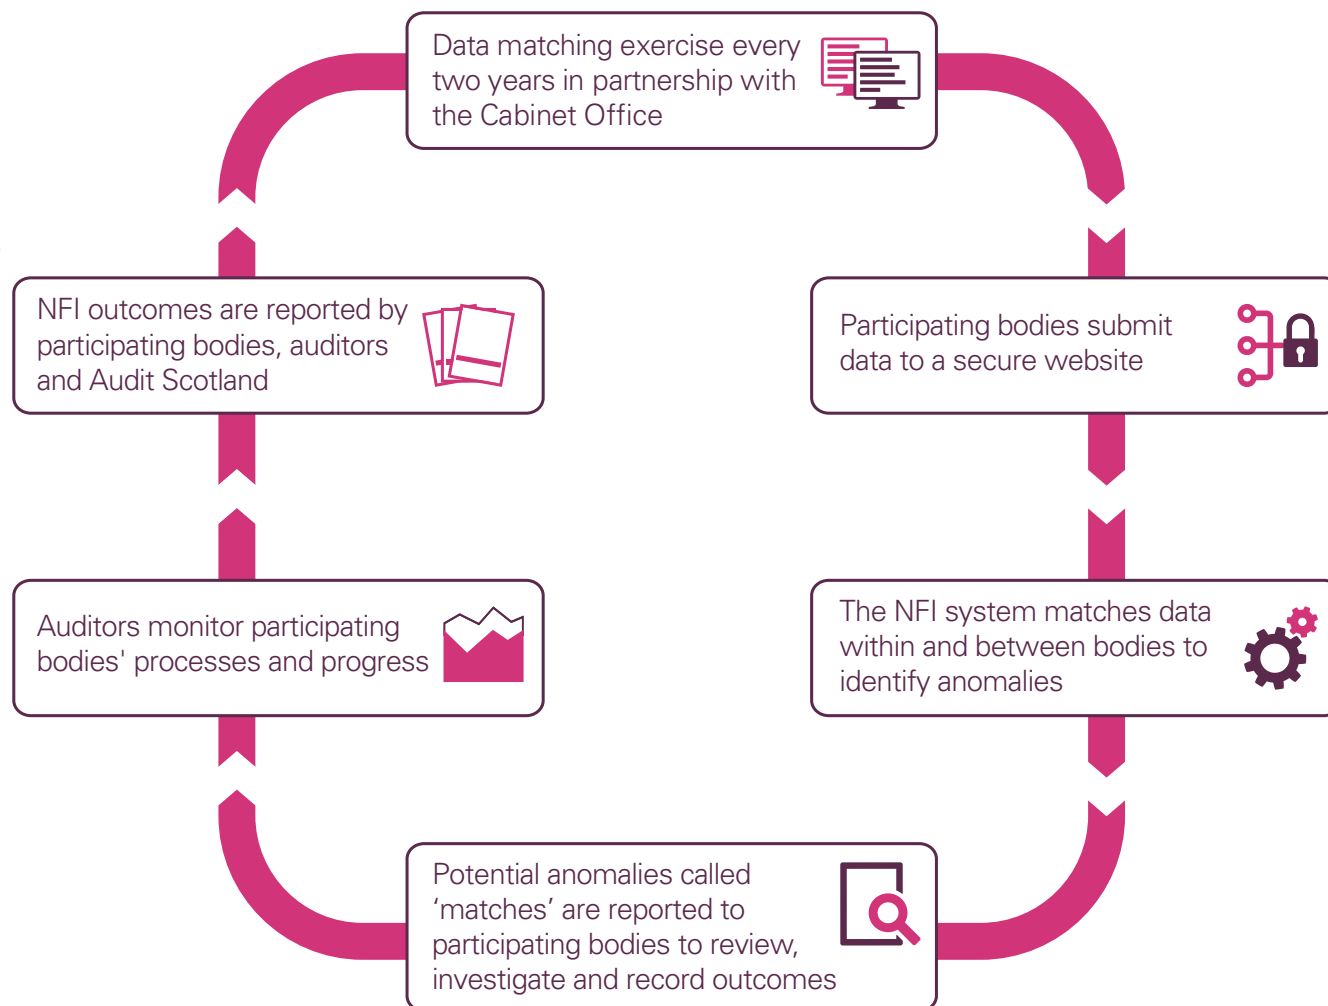 Data matching exercise every
two years in partnership with
the Cabinet Office
Participating bodies submit
data to a secure website
The NFI system matches data
within and between bodies to
identify anomalies
Potential anomalies called
‘matches’ are reported to
participating bodies to review,
investigate and record outcomes
Auditors monitor participating
bodies' processes and progress
NFI outcomes are reported by
participating bodies, auditors
and Audit Scotland